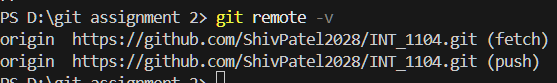 PS D:\git assignment 2> git remote -v
origin  https://github.com/ShivPatel2028/INT_1104.git (fetch)
origin  https://github.com/ShivPatel2028/INT_1104.git (push)
PS D:\git assignment 2>